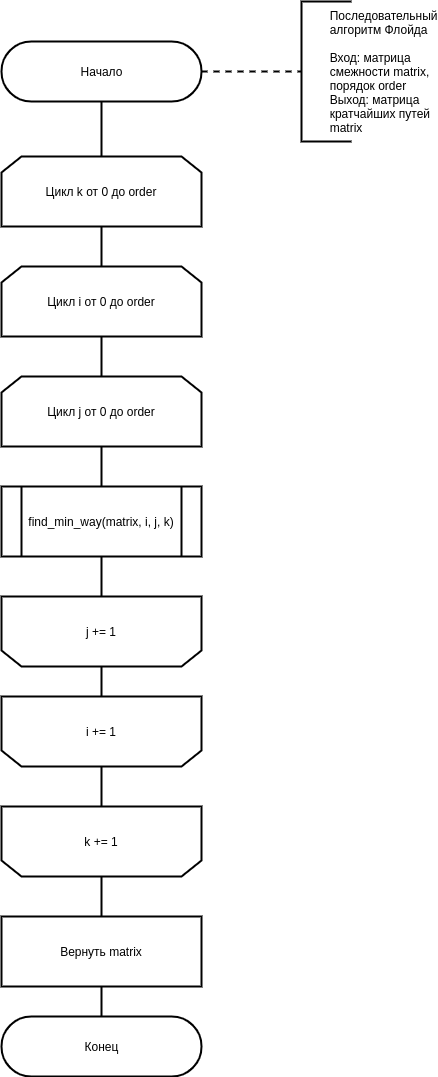 Последовательный
алгоритм Флойда
Вход: матрица
смежности matrix,
порядок order
Выход: матрица
кратчайших путей
matrix
Начало
Цикл k от 0 до order
Цикл i от 0 до order
Цикл j от 0 до order
find_min_way(matrix, i, j, k)
j += 1
i += 1
k += 1
Вернуть matrix
Конец